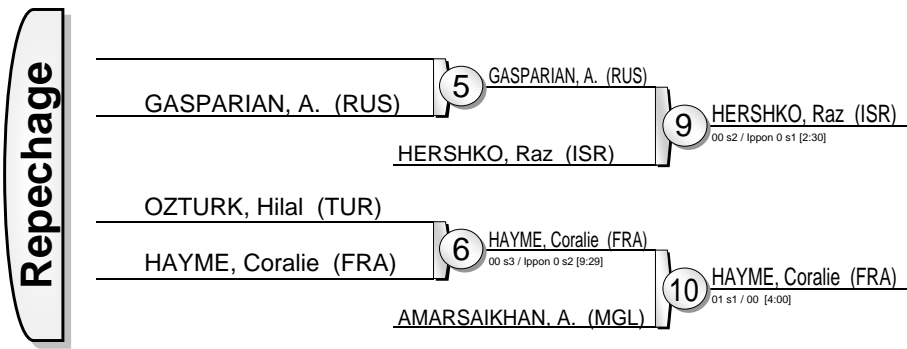 Repechage
GASPARIAN, A. (RUS)
5
GASPARIAN, A. (RUS)
HERSHKO, Raz (ISR)
9
HERSHKO, Raz (ISR)
00 s2 / Ippon 0 s1 [2:30]
OZTURK, Hilal (TUR)
HAYME, Coralie (FRA)
6
HAYME, Coralie (FRA)
00 s3 / Ippon 0 s2 [9:29]
AMARSAIKHAN, A. (MGL)
10
HAYME, Coralie (FRA)
01 s1 / 00 [4:00]